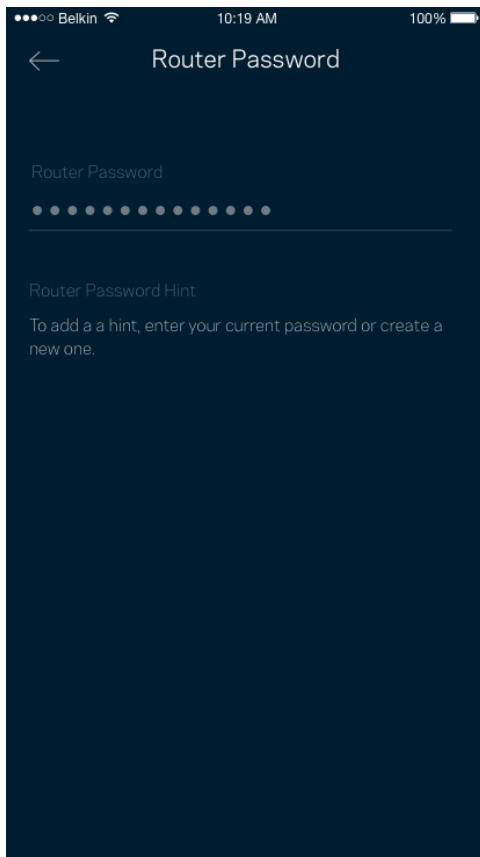 Belkin 10:19 AM 100%
Router Password
Router Password
●●●●●●●●●●●●●●
Router Password Hint
To add a a hint, enter your current password or create a
new one.